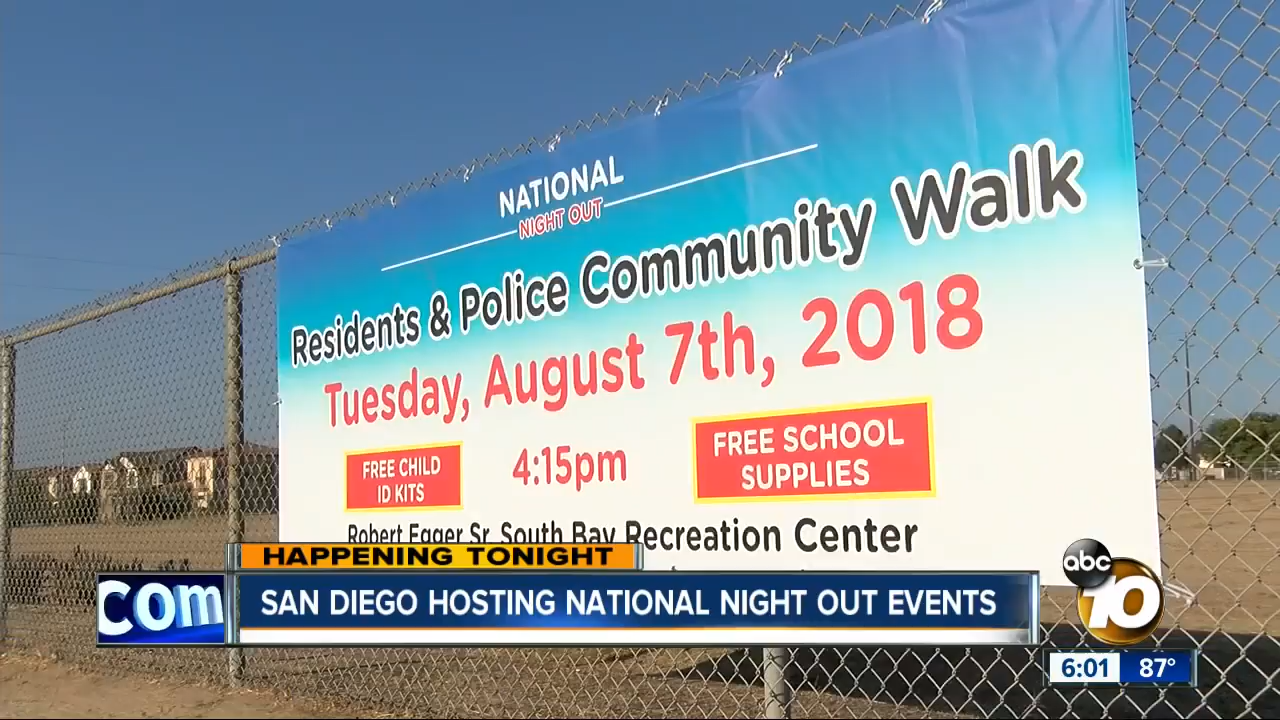 NATIONAL
NIGHT OUT
Residents & Police Community Walk
Tuesday, August 7th, 2018
FREE CHILD
ID KITS
4:15pm
FREE SCHOOL
SUPPLIES
Robert Egger Sr. South Bay Recreation Center
HAPPENING TONIGHT
COM
SAN DIEGO HOSTING NATIONAL NIGHT OUT EVENTS
abc
10
6:01 87°